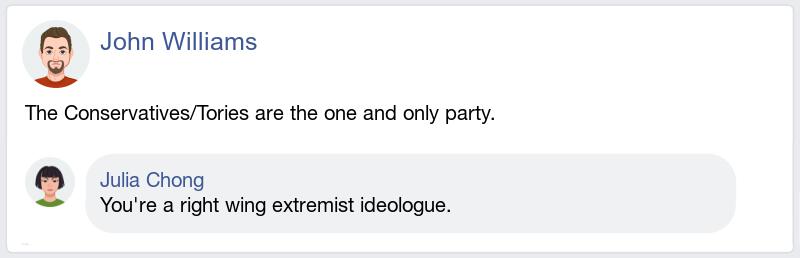 John Williams
The Conservatives/Tories are the one and only party.
Julia Chong
You're a right wing extremist ideologue.